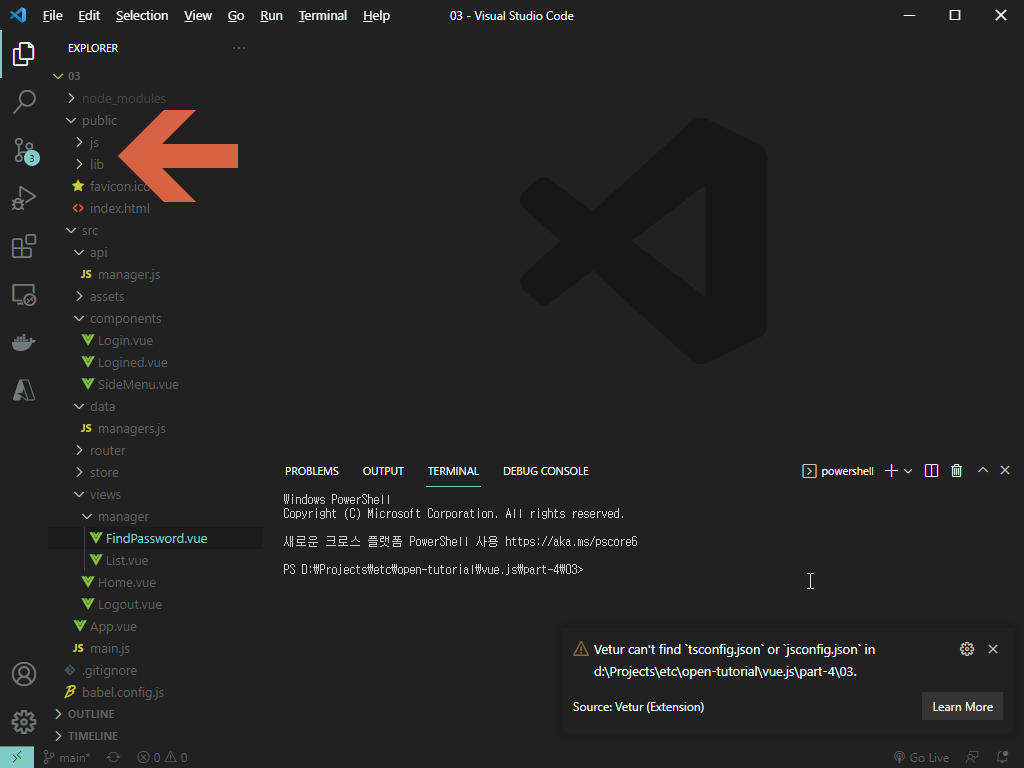 File Edit Selection View Go Run Terminal Help 03 - Visual Studio Code
EXPLORER
03
node_modules
public
js
lib
favicon.ico
index.html
src
api
JS manager.js
assets
components
Login.vue
Logined.vue
SideMenu.vue
data
JS managers.js
router
store
views
manager
FindPassword.vue
List.vue
Home.vue
Logout.vue
App.vue
JS main.js
.gitignore
babel.config.js
OUTLINE
TIMELINE
3
PROBLEMS OUTPUT TERMINAL DEBUG CONSOLE powershell
Windows PowerShell
Copyright (C) Microsoft Corporation. All rights reserved.
새로운 크로스 플랫폼 PowerShell 사용 https://aka.ms/pscore6
PS D:₩Projects₩etc₩open-tutorial₩vue.js₩part-4₩03>
Vetur can't find `tsconfig.json` or `jsconfig.json` in
d:\Projects\etc\open-tutorial\vue.js\part-4\03.
Source: Vetur (Extension) Learn More
main* 0 0 Go Live